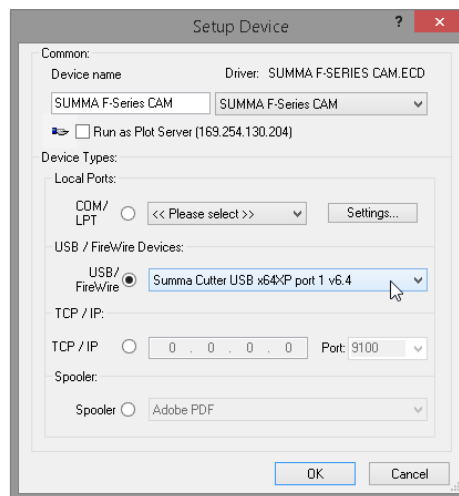 Setup Device ?
Common:
Device name Driver: SUMMA F-SERIES CAM.ECD
SUMMA F-Series CAM SUMMA F-Series CAM
Run as Plot Server (169.254.130.204)
Device Types:
Local Ports:
COM/
LPT << Please select >> Settings...
USB / FireWire Devices:
USB/
FireWire Summa Cutter USB x64XP port 1 v6.4
TCP / IP:
TCP / IP 0 . 0 . 0 . 0 Port: 9100
Spooler:
Spooler Adobe PDF
OK Cancel